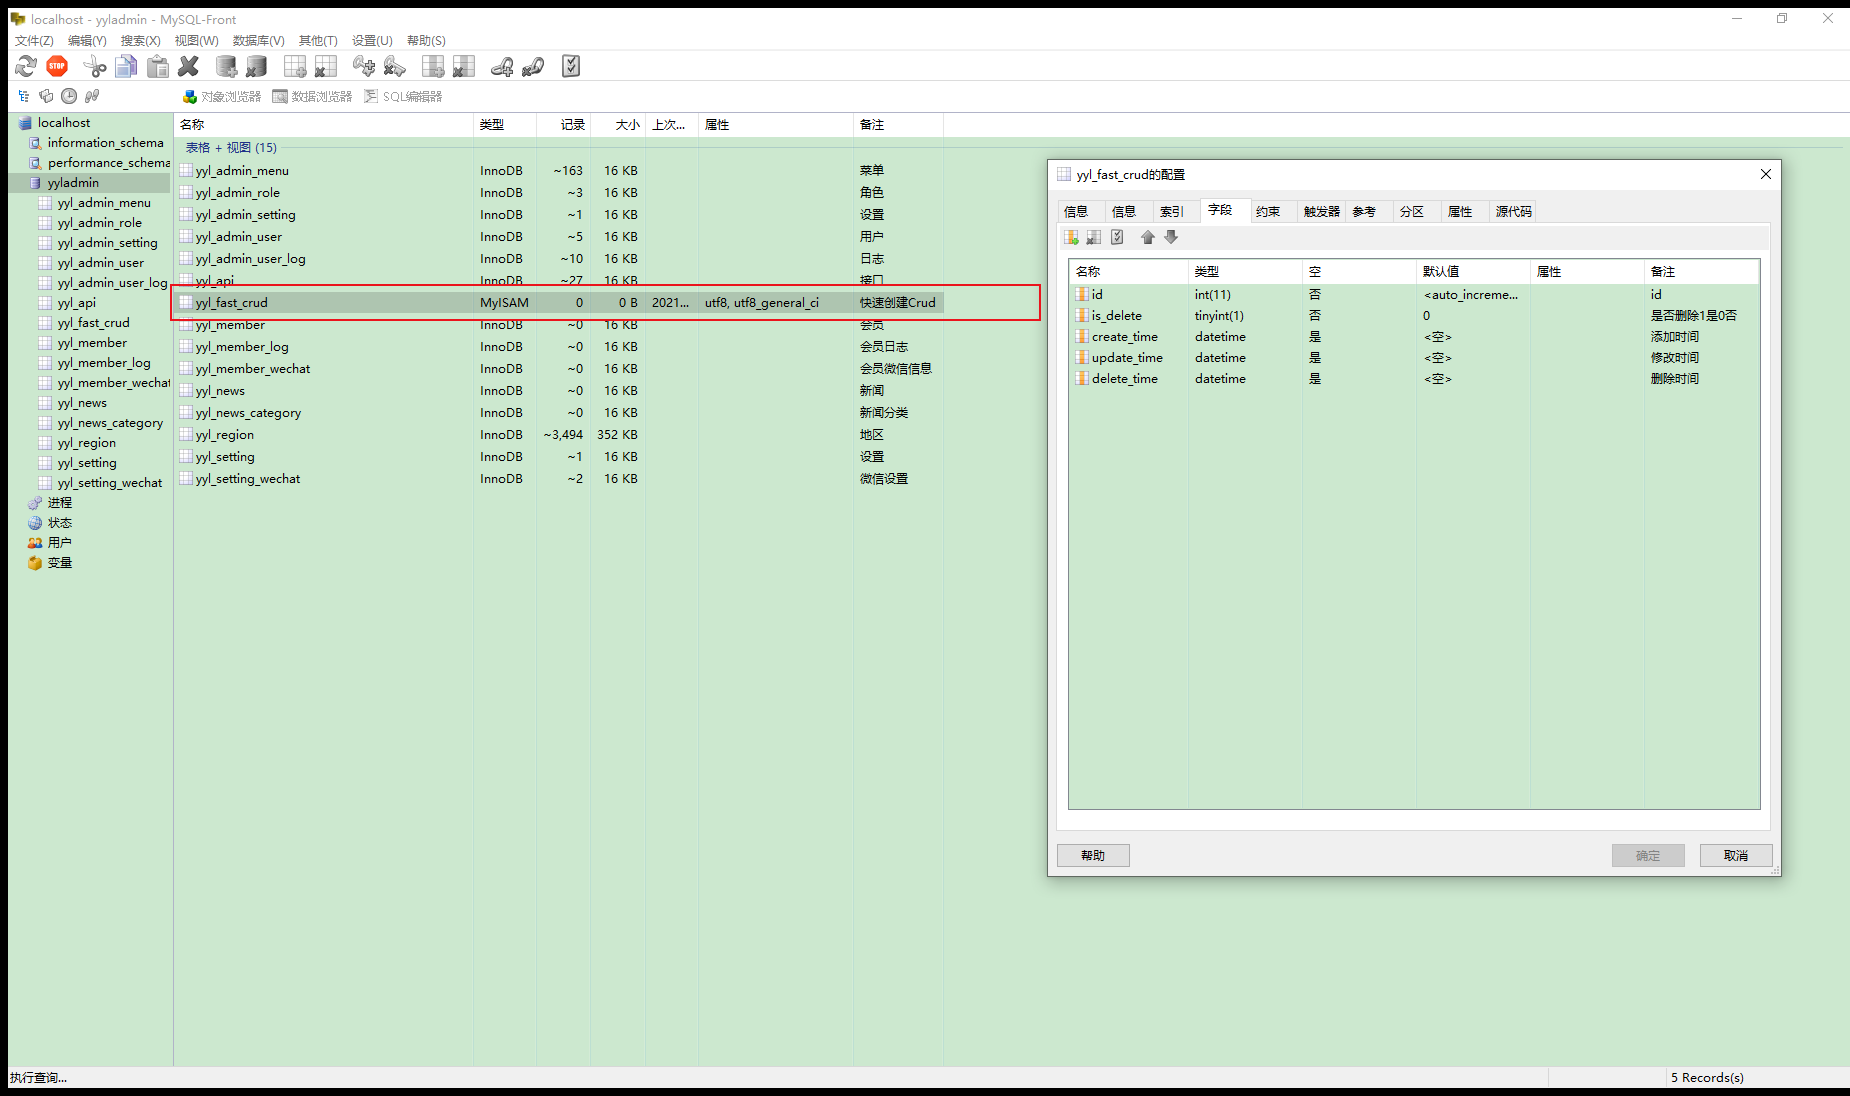 localhost - yyladmin - MySQL-Front
文件(Z) 编辑(Y) 搜索(X) 视图(W) 数据库(V) 其他(T) 设置(U) 帮助(S)
STOP
对象浏览器 数据浏览器 SQL编辑器
localhost
information_schema
performance_schema
yyladmin
yyl_admin_menu
yyl_admin_role
yyl_admin_setting
yyl_admin_user
yyl_admin_user_log
yyl_api
yyl_fast_crud
yyl_member
yyl_member_log
yyl_member_wechat
yyl_news
yyl_news_category
yyl_region
yyl_setting
yyl_setting_wechat
进程
状态
用户
变量
名称 类型 记录 大小 上次... 属性 备注
表格 + 视图 (15)
yyl_admin_menu InnoDB ~163 16 KB 菜单
yyl_admin_role InnoDB ~3 16 KB 角色
yyl_admin_setting InnoDB ~1 16 KB 设置
yyl_admin_user InnoDB ~5 16 KB 用户
yyl_admin_user_log InnoDB ~10 16 KB 日志
yyl_api InnoDB ~27 16 KB 接口
yyl_fast_crud MyISAM 0 0 B 2021... utf8, utf8_general_ci 快速创建Crud
yyl_member InnoDB ~0 16 KB 会员
yyl_member_log InnoDB ~0 16 KB 会员日志
yyl_member_wechat InnoDB ~0 16 KB 会员微信信息
yyl_news InnoDB ~0 16 KB 新闻
yyl_news_category InnoDB ~0 16 KB 新闻分类
yyl_region InnoDB ~3,494 352 KB 地区
yyl_setting InnoDB ~1 16 KB 设置
yyl_setting_wechat InnoDB ~2 16 KB 微信设置
yyl_fast_crud的配置
信息 信息 索引 字段 约束 触发器 参考 分区 属性 源代码
名称 类型 空 默认值 属性 备注
id int(11) 否 <auto_increme... id
is_delete tinyint(1) 否 0 是否删除1是0否
create_time datetime 是 <空> 添加时间
update_time datetime 是 <空> 修改时间
delete_time datetime 是 <空> 删除时间
帮助 确定 取消
执行查询... 5 Records(s)